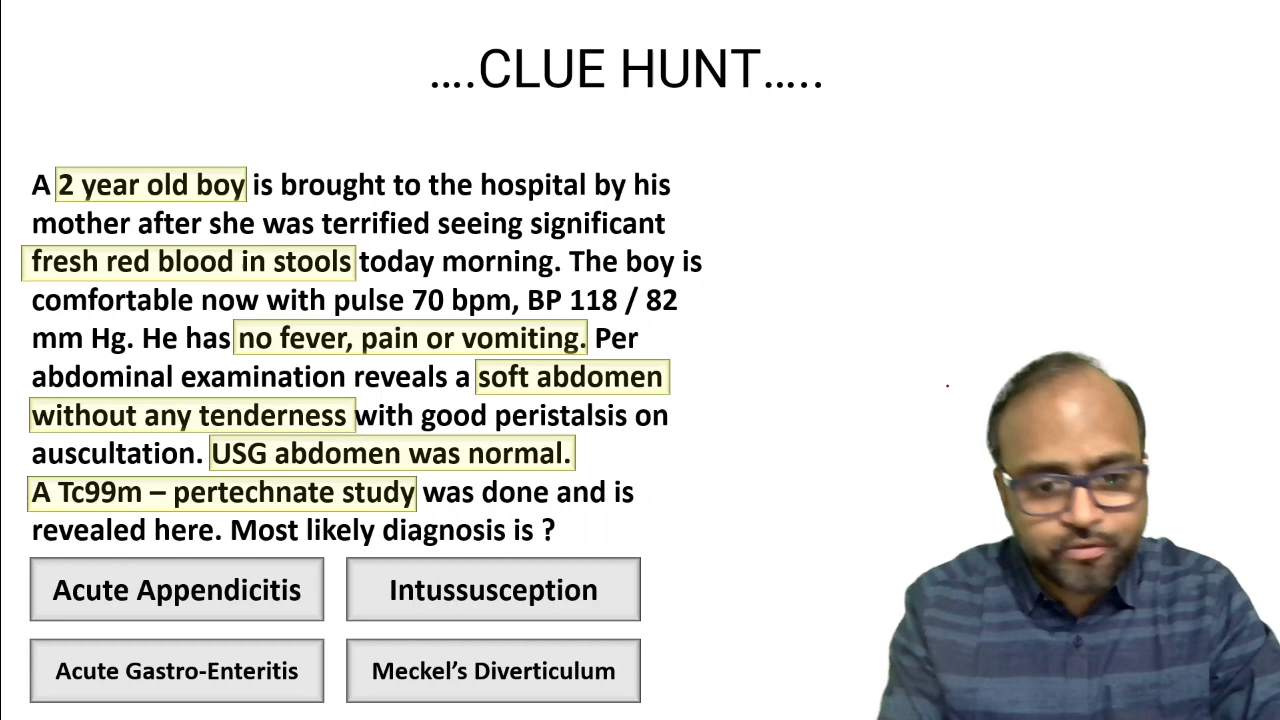 ....CLUE HUNT.....
A 2 year old boy is brought to the hospital by his
mother after she was terrified seeing significant
fresh red blood in stools today morning. The boy is
comfortable now with pulse 70 bpm, BP 118 / 82
mm Hg. He has no fever, pain or vomiting. Per
abdominal examination reveals a soft abdomen
without any tenderness with good peristalsis on
auscultation. USG abdomen was normal.
A Tc99m – pertechnate study was done and is
revealed here. Most likely diagnosis is ?
Acute Appendicitis
Intussusception
Acute Gastro-Enteritis
Meckel's Diverticulum